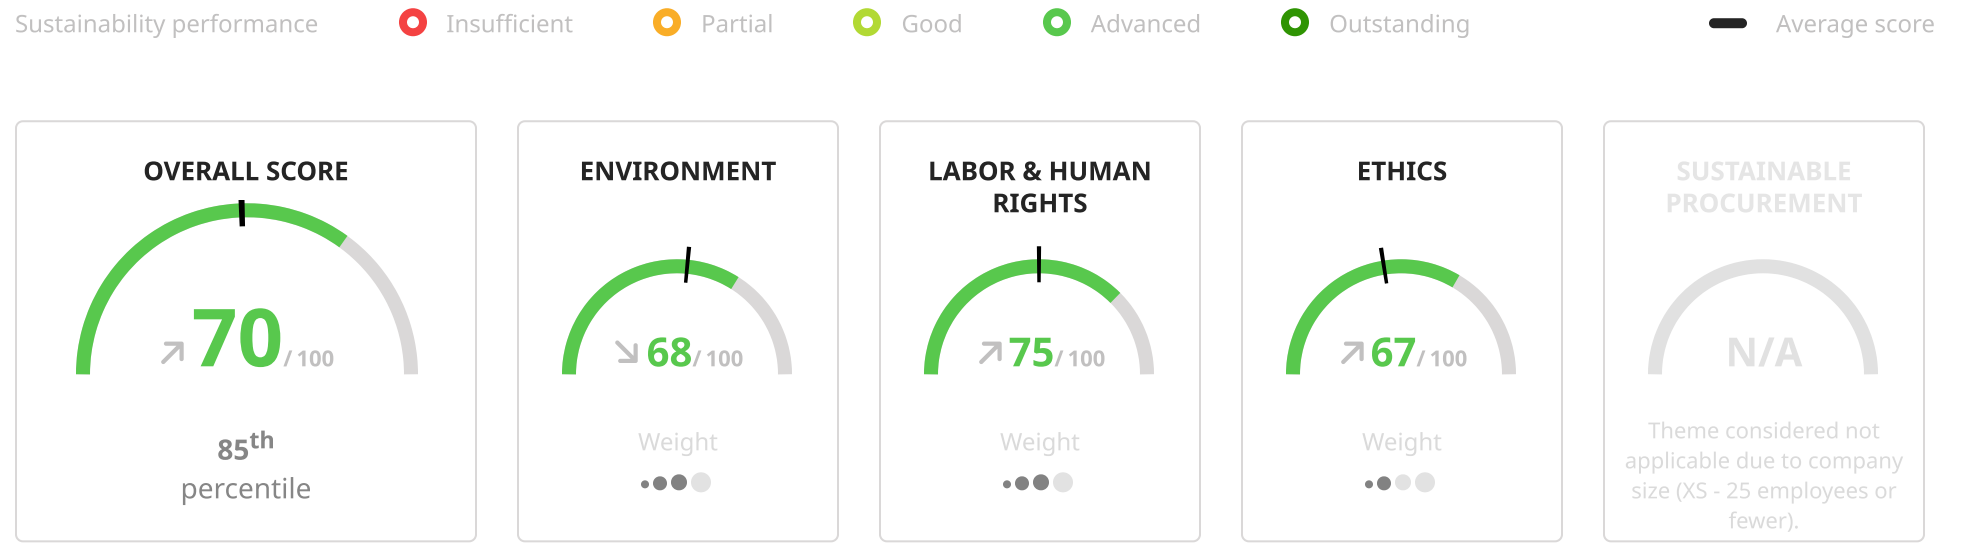 Sustainability performance Insufficient Partial Good Advanced Outstanding Average score
OVERALL SCORE
70 / 100
85th
percentile
ENVIRONMENT
68 / 100
Weight
LABOR & HUMAN
RIGHTS
75 / 100
Weight
ETHICS
67 / 100
Weight
SUSTAINABLE
PROCUREMENT
N/A
Theme considered not
applicable due to company
size (XS - 25 employees or
fewer).